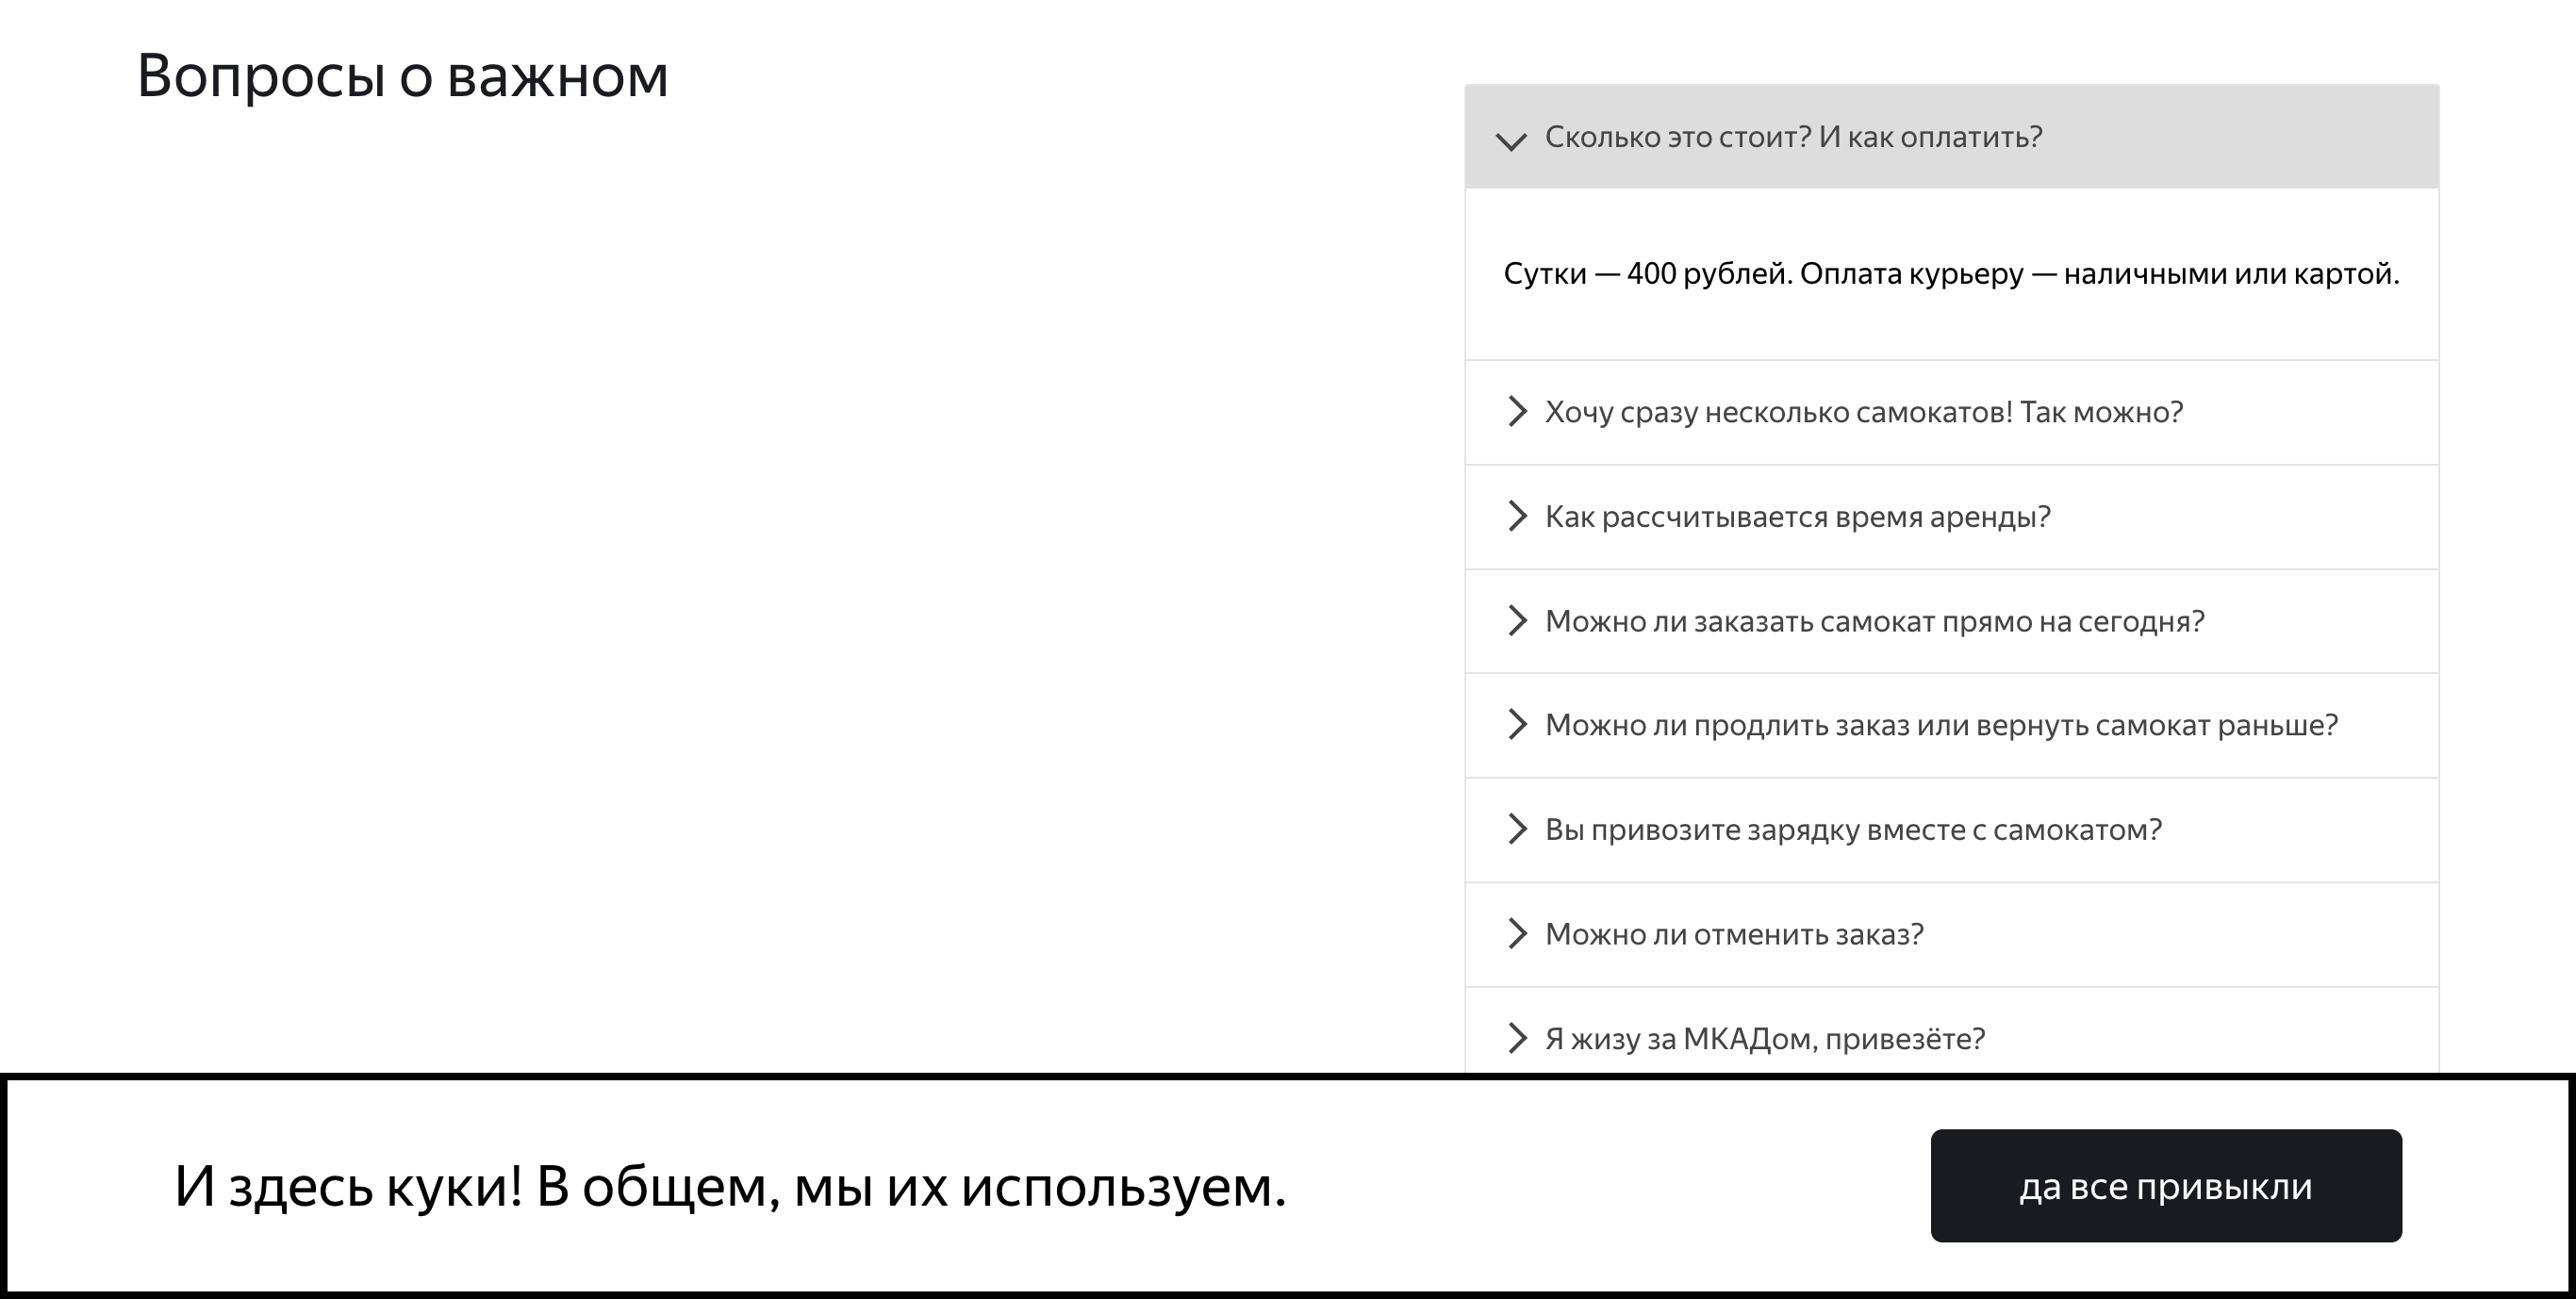 Вопросы о важном
Сколько это стоит? И как оплатить?
Сутки — 400 рублей. Оплата курьеру — наличными или картой.
Хочу сразу несколько самокатов! Так можно?
Как рассчитывается время аренды?
Можно ли заказать самокат прямо на сегодня?
Можно ли продлить заказ или вернуть самокат раньше?
Вы привозите зарядку вместе с самокатом?
Можно ли отменить заказ?
Я жизу за МКАДом, привезёте?
И здесь куки! В общем, мы их используем.
да все привыкли